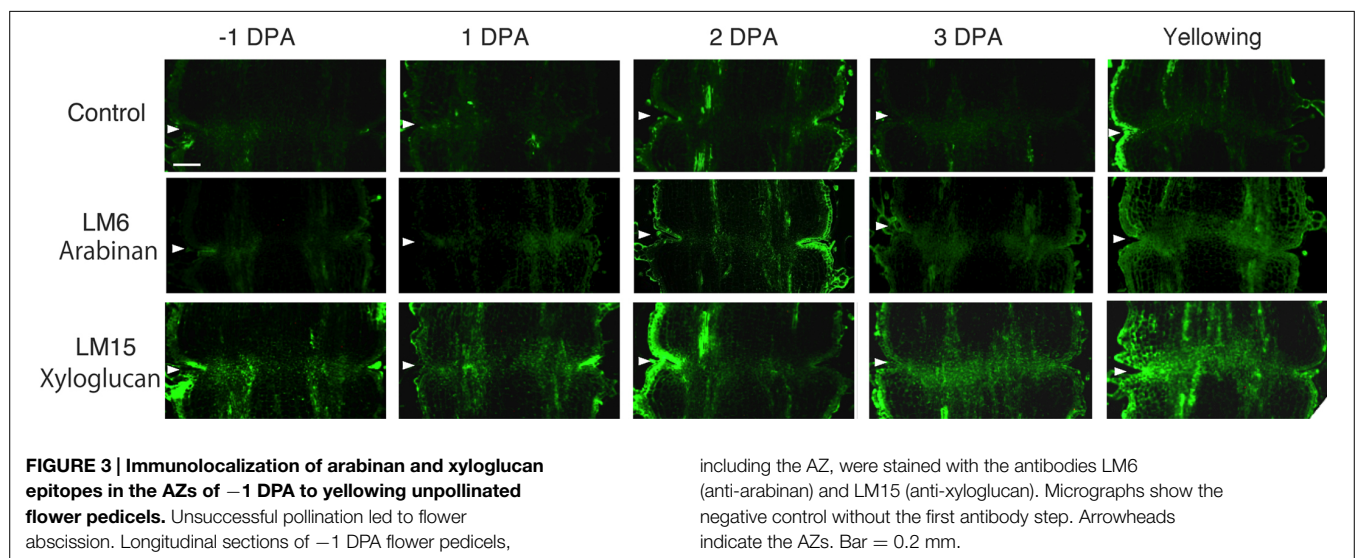 -1 DPA 1 DPA 2 DPA 3 DPA Yellowing
Control
LM6
Arabinan
LM15
Xyloglucan
FIGURE 3 | Immunolocalization of arabinan and xyloglucan
epitopes in the AZs of −1 DPA to yellowing unpollinated
flower pedicels. Unsuccessful pollination led to flower
abscission. Longitudinal sections of −1 DPA flower pedicels,
including the AZ, were stained with the antibodies LM6
(anti-arabinan) and LM15 (anti-xyloglucan). Micrographs show the
negative control without the first antibody step. Arrowheads
indicate the AZs. Bar = 0.2 mm.